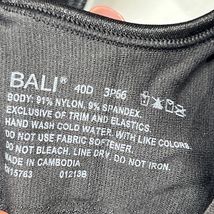 BALI® 40D 3P66
BODY: 91% NYLON, 9% SPANDEX.
EXCLUSIVE OF TRIM AND ELASTICS.
HAND WASH COLD WATER. WITH LIKE COLORS.
DO NOT USE FABRIC SOFTENER.
DO NOT BLEACH. LINE DRY. DO NOT IRON.
MADE IN CAMBODIA
15763 01213B